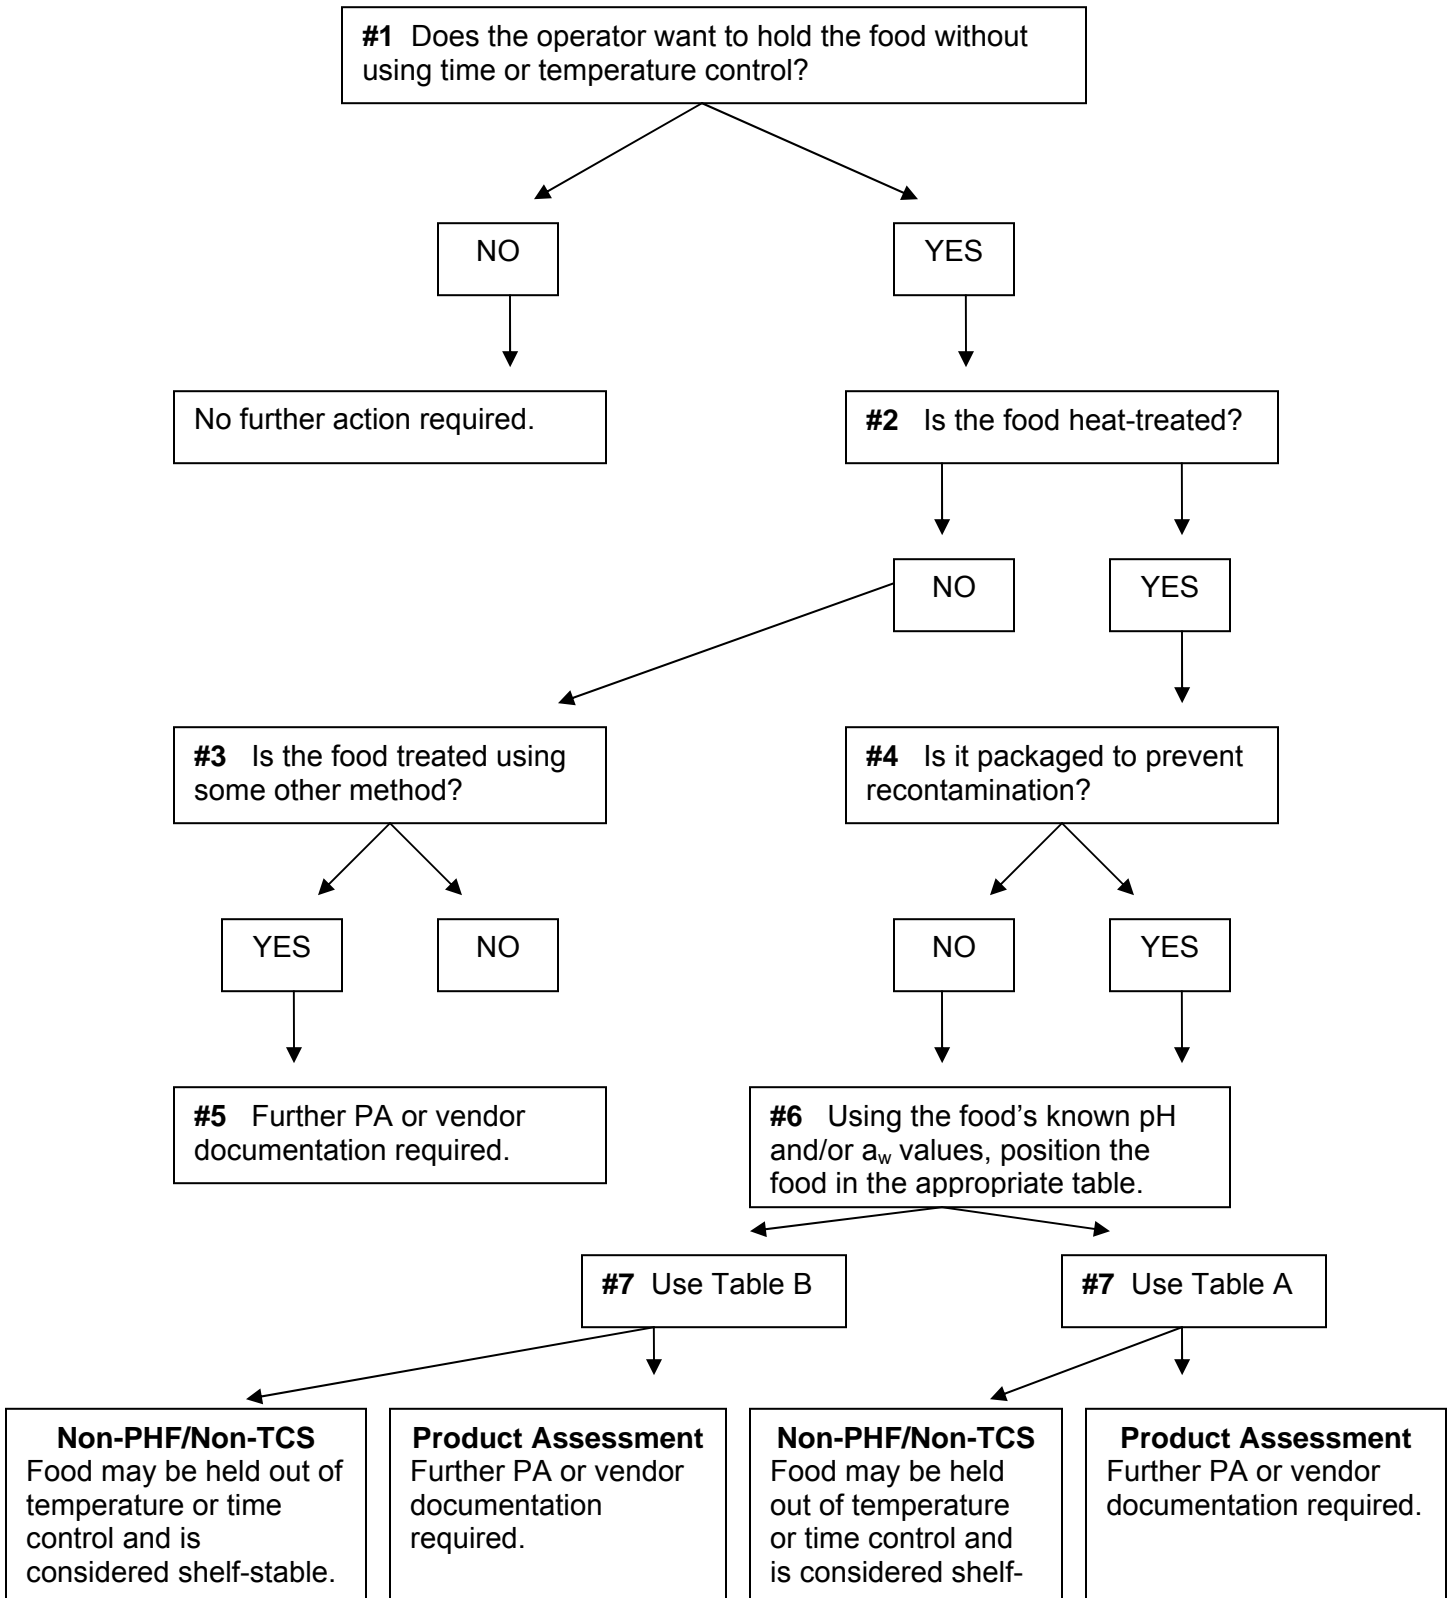 #1 Does the operator want to hold the food without
using time or temperature control?
NO
YES
No further action required.
#2 Is the food heat-treated?
NO
YES
#3 Is the food treated using
some other method?
#4 Is it packaged to prevent
recontamination?
YES
NO
NO
YES
#5 Further PA or vendor
documentation required.
#6 Using the food's known pH
and/or aw values, position the
food in the appropriate table.
#7 Use Table B
#7 Use Table A
Non-PHF/Non-TCS
Food may be held out of
temperature or time
control and is
considered shelf-stable.
Product Assessment
Further PA or vendor
documentation
required.
Non-PHF/Non-TCS
Food may be held
out of temperature
or time control and
is considered shelf-
Product Assessment
Further PA or vendor
documentation required.